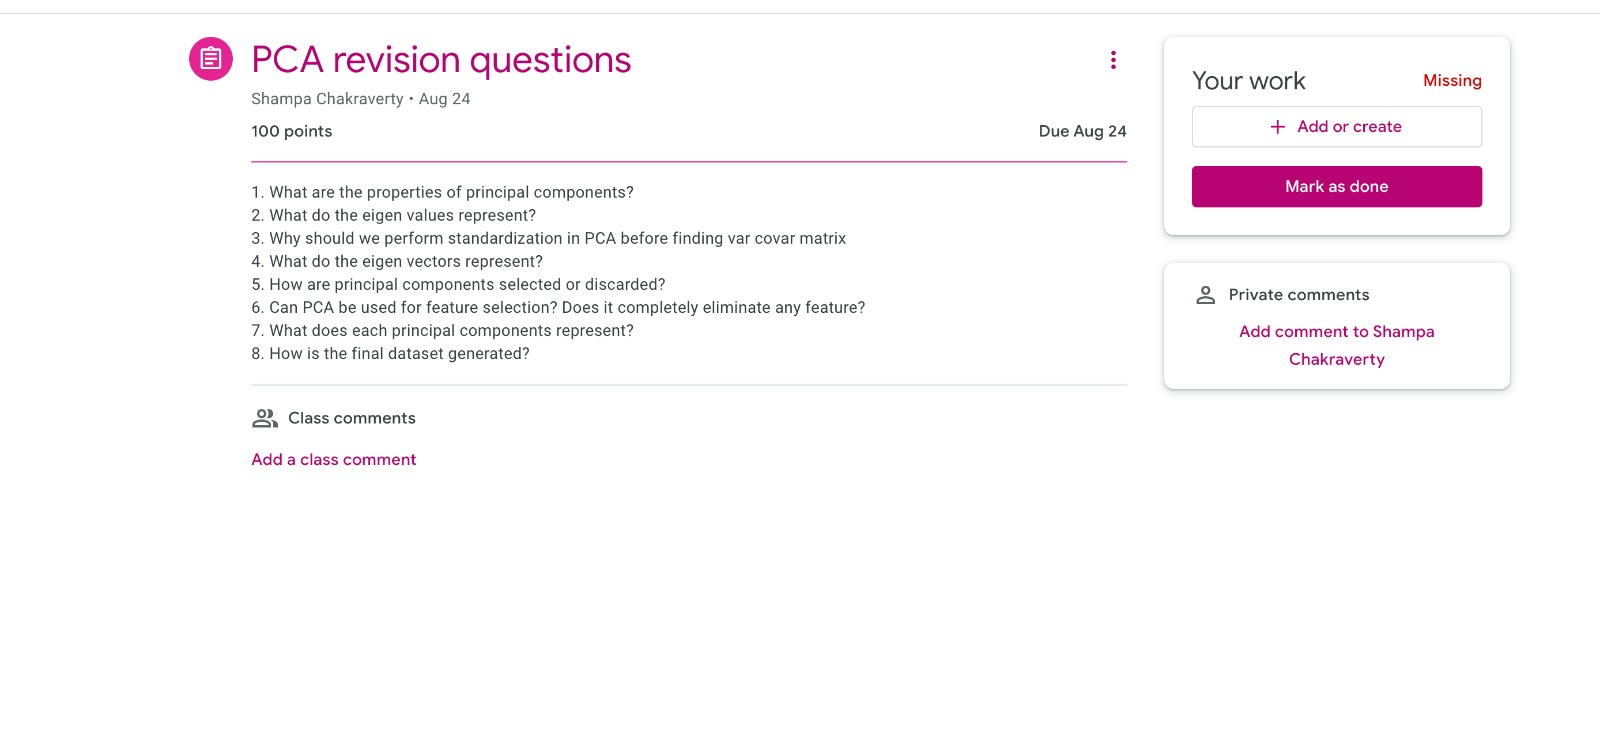 PCA revision questions
Shampa Chakraverty • Aug 24
100 points
Due Aug 24
1. What are the properties of principal components?
2. What do the eigen values represent?
3. Why should we perform standardization in PCA before finding var covar matrix
4. What do the eigen vectors represent?
5. How are principal components selected or discarded?
6. Can PCA be used for feature selection? Does it completely eliminate any feature?
7. What does each principal components represent?
8. How is the final dataset generated?
Class comments
Add a class comment
Your work
Missing
+ Add or create
Mark as done
Private comments
Add comment to Shampa
Chakraverty